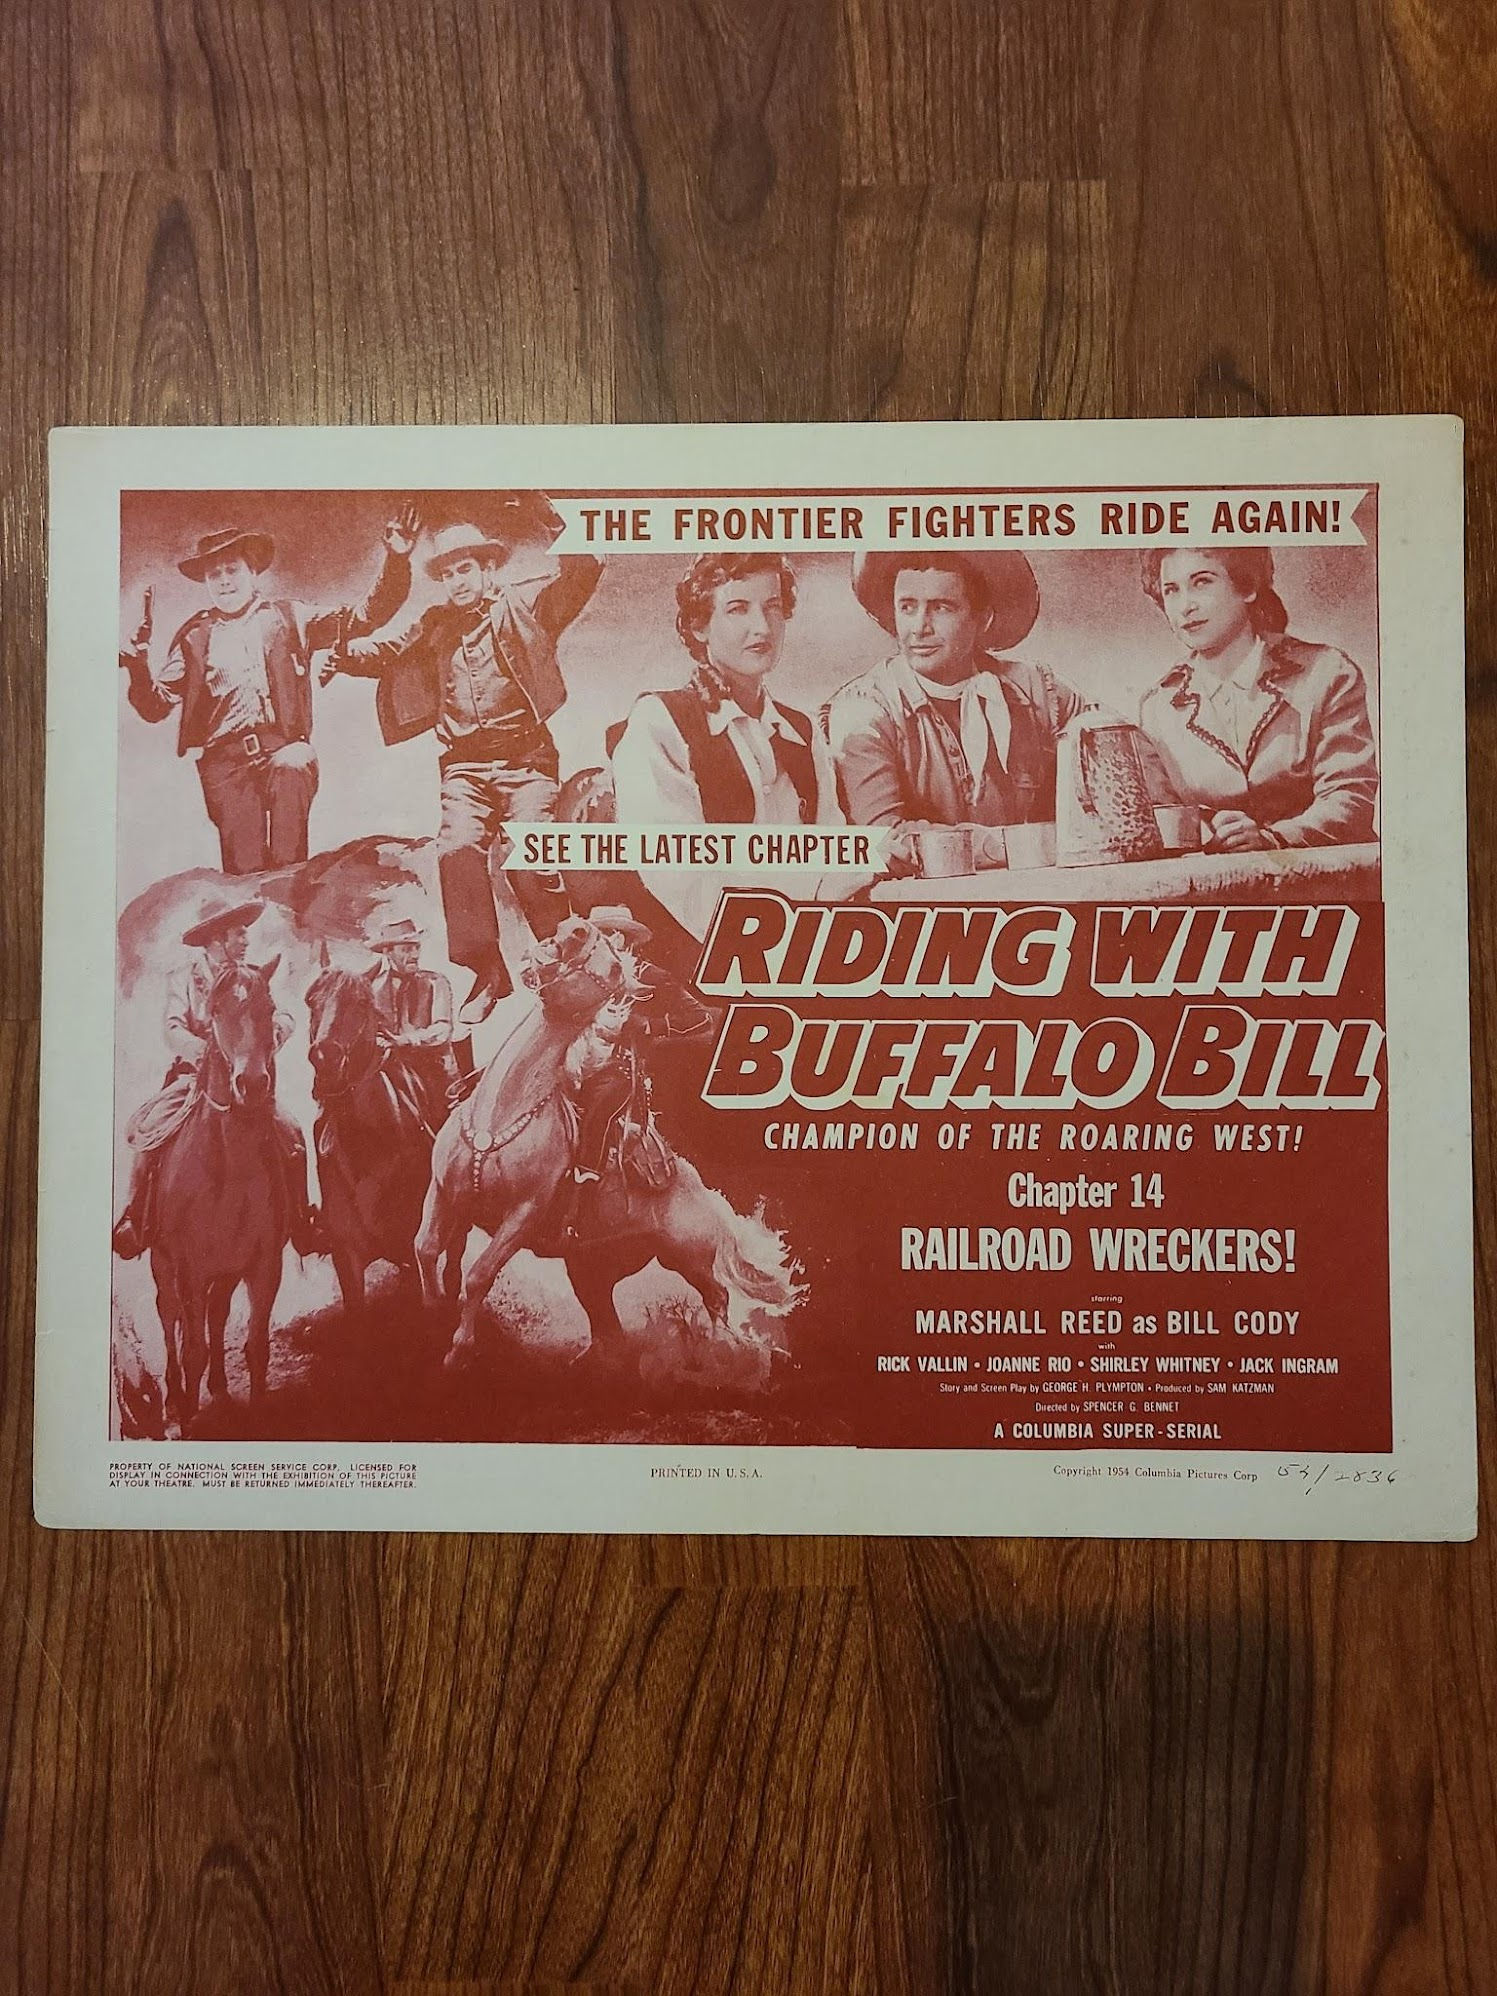 THE FRONTIER FIGHTERS RIDE AGAIN!
SEE THE LATEST CHAPTER
RIDING WITH
BUFFALO BILL
CHAMPION OF THE ROARING WEST!
Chapter 14
RAILROAD WRECKERS!
starring
MARSHALL REED as BILL CODY
with
RICK VALLIN • JOANNE RIO • SHIRLEY WHITNEY • JACK INGRAM
Story and Screen Play by GEORGE H. PLYMPTON • Produced by SAM KATZMAN
Directed by SPENCER G. BENNET
A COLUMBIA SUPER-SERIAL
PROPERTY OF NATIONAL SCREEN SERVICE CORP. LICENSED FOR
DISPLAY IN CONNECTION WITH THE EXHIBITION OF THIS PICTURE
AT YOUR THEATRE. MUST BE RETURNED IMMEDIATELY THEREAFTER.
PRINTED IN U.S.A.
Copyright 1954 Columbia Pictures Corp